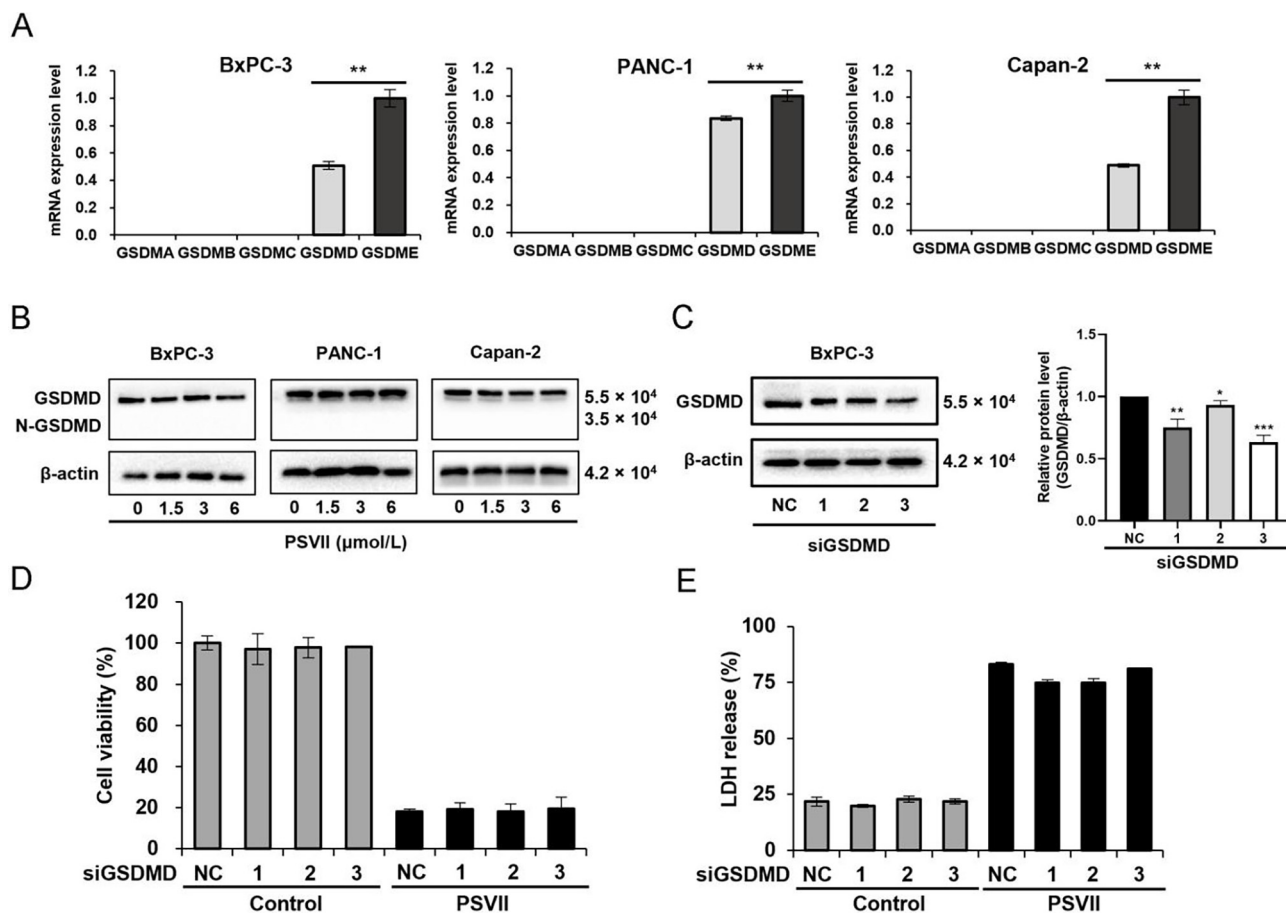 A
BxPC-3
PANC-1
Capan-2
**
**
**
mRNA expression level
1.2
1.0
0.8
0.6
0.4
0.2
0.0
GSDMA GSDMB GSDMC GSDMD GSDME
mRNA expression level
1.2
1.0
0.8
0.6
0.4
0.2
0.0
GSDMA GSDMB GSDMC GSDMD GSDME
mRNA expression level
1.2
1.0
0.8
0.6
0.4
0.2
0.0
GSDMA GSDMB GSDMC GSDMD GSDME
B
BxPC-3
PANC-1
Capan-2
GSDMD
5.5 × 10⁴
N-GSDMD
3.5 × 10⁴
β-actin
4.2 × 10⁴
0 1.5 3 6 0 1.5 3 6 0 1.5 3 6
PSVII (μmol/L)
C
BxPC-3
GSDMD
5.5 × 10⁴
β-actin
4.2 × 10⁴
NC 1 2 3
siGSDMD
Relative protein level
(GSDMD/β-actin)
1.5
1.0
0.5
0.0
**
*
***
NC 1 2 3
siGSDMD
D
Cell viability (%)
120
100
80
60
40
20
0
siGSDMD NC 1 2 3 NC 1 2 3
Control PSVII
E
LDH release (%)
100
75
50
25
0
siGSDMD NC 1 2 3 NC 1 2 3
Control PSVII